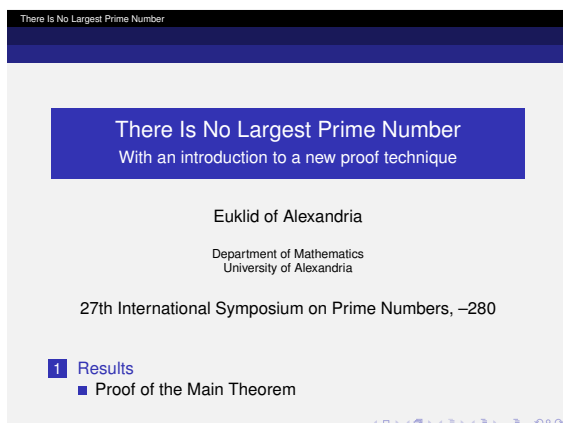 There Is No Largest Prime Number
There Is No Largest Prime Number
With an introduction to a new proof technique
Euklid of Alexandria
Department of Mathematics
University of Alexandria
27th International Symposium on Prime Numbers, –280
1 Results
Proof of the Main Theorem